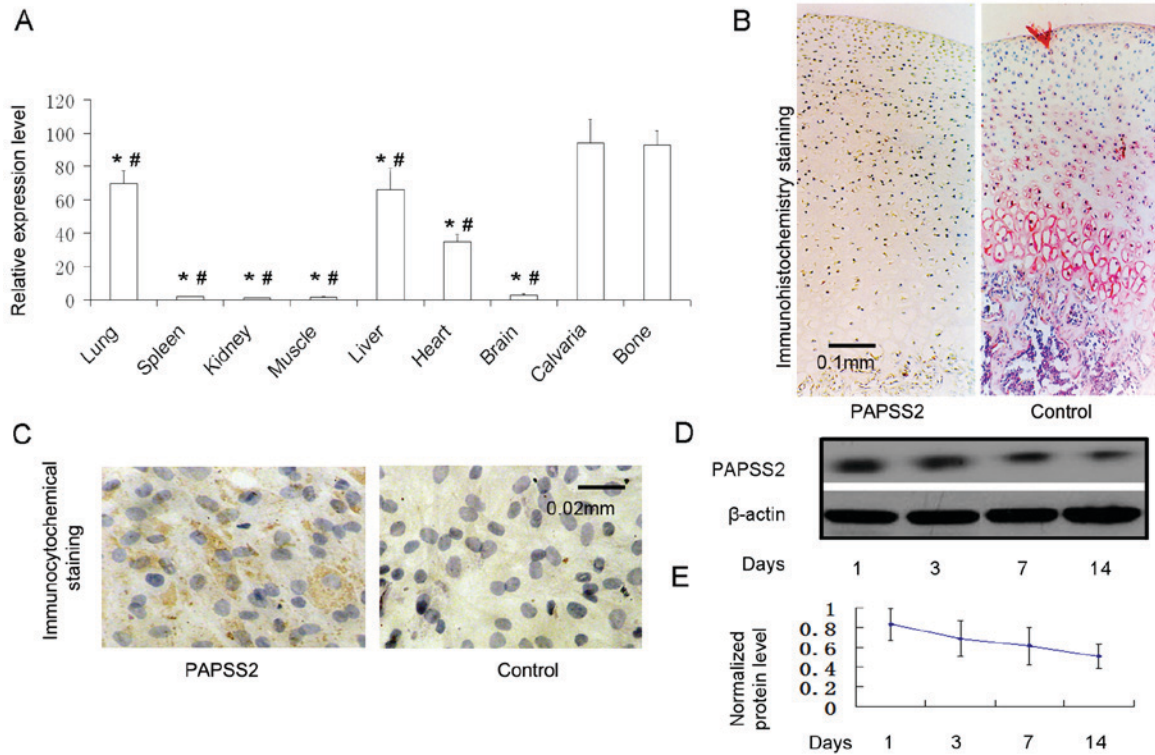 A
Relative expression level
120
100
80
60
40
20
0
* #
* #
* #
* #
* #
* #
* #
Lung
Spleen
Kidney
Muscle
Liver
Heart
Brain
Calvaria
Bone
B
Immunohistochemistry staining
0.1mm
PAPSS2
Control
C
Immunocytochemical
staining
0.02mm
PAPSS2
Control
D
PAPSS2
β-actin
Days
1
3
7
14
E
Normalized
protein level
1
0.8
0.6
0.4
0.2
0
Days
1
3
7
14